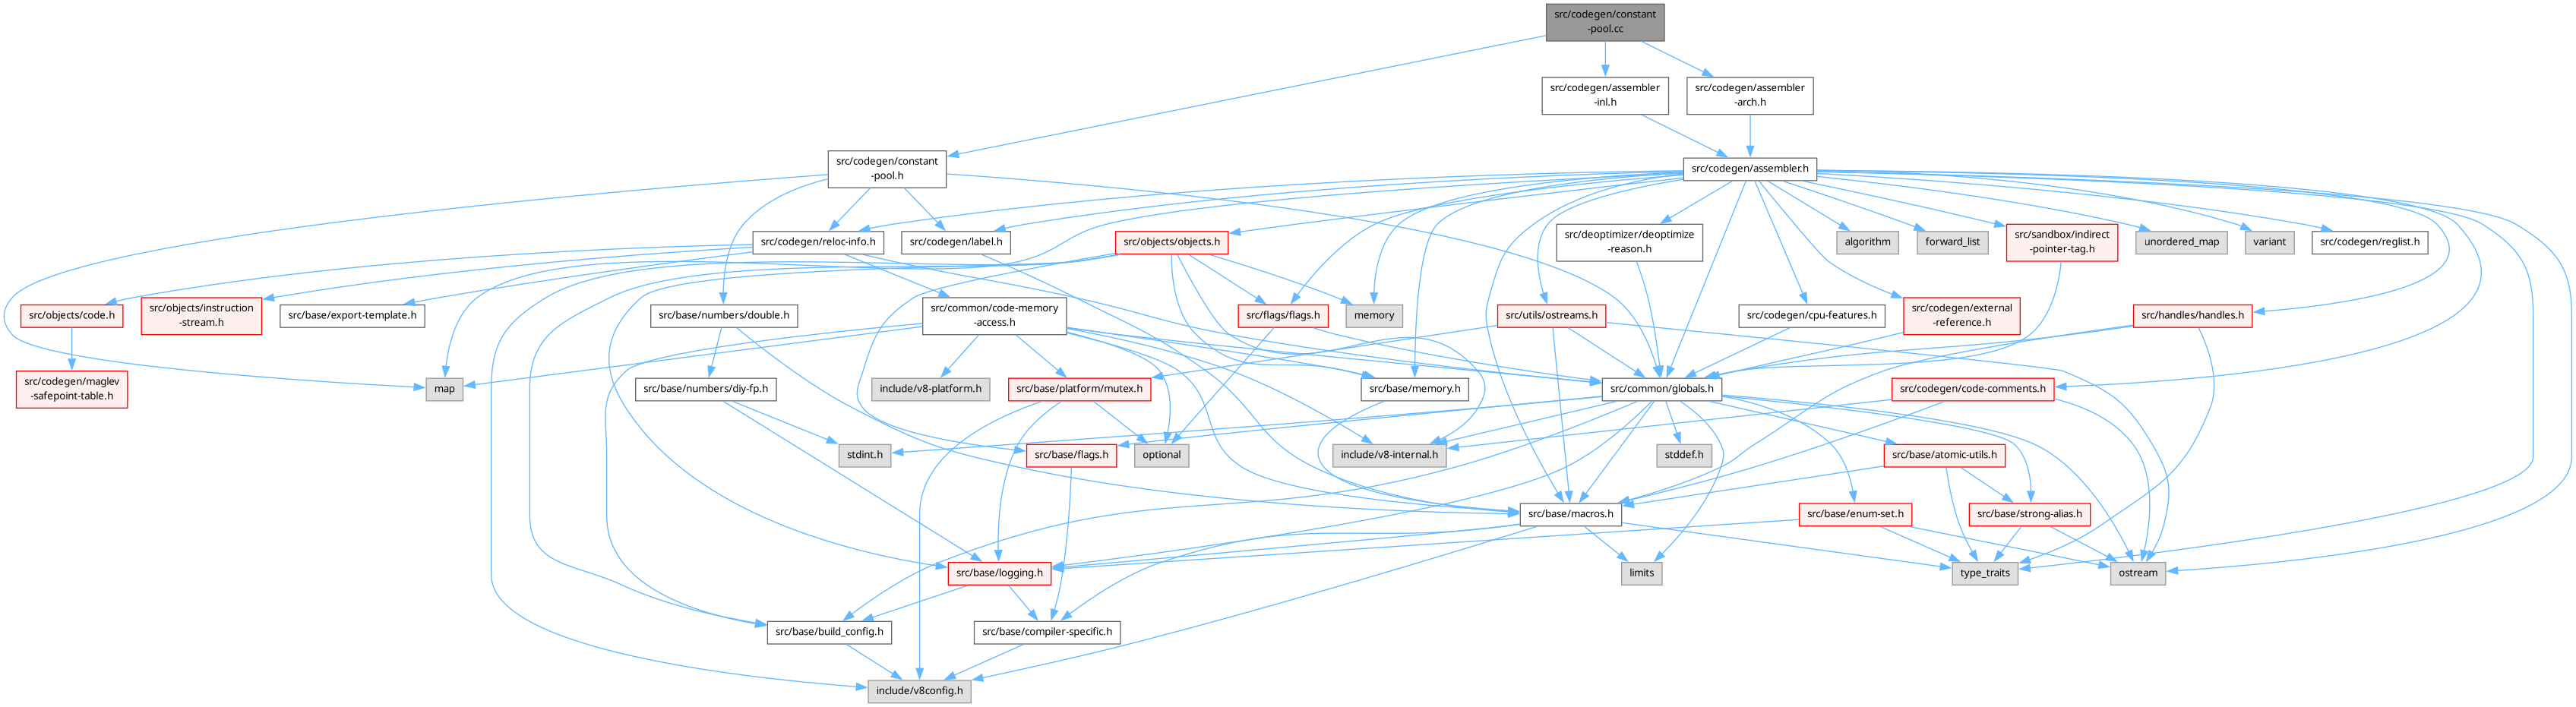 src/codegen/constant
-pool.cc
src/codegen/assembler
-inl.h
src/codegen/assembler
-arch.h
src/codegen/constant
-pool.h
src/codegen/assembler.h
src/codegen/reloc-info.h
src/codegen/label.h
src/objects/objects.h
src/deoptimizer/deoptimize
-reason.h
algorithm
forward_list
src/sandbox/indirect
-pointer-tag.h
unordered_map
variant
src/codegen/reglist.h
src/objects/code.h
src/objects/instruction
-stream.h
src/base/export-template.h
src/base/numbers/double.h
src/common/code-memory
-access.h
src/flags/flags.h
memory
src/utils/ostreams.h
src/codegen/cpu-features.h
src/codegen/external
-reference.h
src/handles/handles.h
src/codegen/maglev
-safepoint-table.h
map
src/base/numbers/diy-fp.h
include/v8-platform.h
src/base/platform/mutex.h
src/base/memory.h
src/common/globals.h
src/codegen/code-comments.h
stdint.h
src/base/flags.h
optional
include/v8-internal.h
stddef.h
src/base/atomic-utils.h
src/base/macros.h
src/base/enum-set.h
src/base/strong-alias.h
src/base/logging.h
limits
type_traits
ostream
src/base/build_config.h
src/base/compiler-specific.h
include/v8config.h